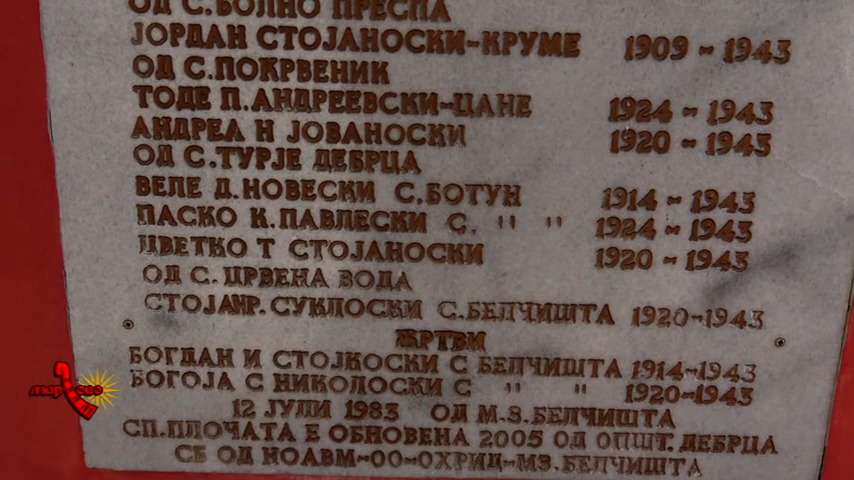 ОД С.БОЛНО ПРЕСПА
ЈОРДАН СТОЈАНОСКИ-КРУМЕ 1909 - 1943
ОД С.ПОКРВЕНИК
ТОДЕ П.АНДРЕЕВСКИ-ЦАНЕ 1924 - 1943
АНДРЕА Н ЈОВАНОСКИ 1920 - 1943
ОД С.ТУРЈЕ ДЕБРЦА
ВЕЛЕ Д.НОВЕСКИ С.БОТУН 1914 - 1943
ПАСКО К.ПАВЛЕСКИ С. " " 1924 - 1943
ЦВЕТКО Т СТОЈАНОСКИ 1920 - 1943
ОД С.ЦРВЕНА ВОДА
СТОЈАНР.СУКЛОСКИ С.БЕЛЧИШТА 1920-1943
ЖРТВИ
БОГДАН И СТОЈКОСКИ С БЕЛЧИШТА 1914-1943
БОГОЈА С НИКОЛОСКИ С " " 1920-1943
12 ЈУЛИ 1983 ОД М.З.БЕЛЧИШТА
СП.ПЛОЧАТА Е ОБНОВЕНА 2005 ОД ОПШТ. ДЕБРЦА
СБ ОД НОАВМ-ОО-ОХРИД-МЗ.БЕЛЧИШТА